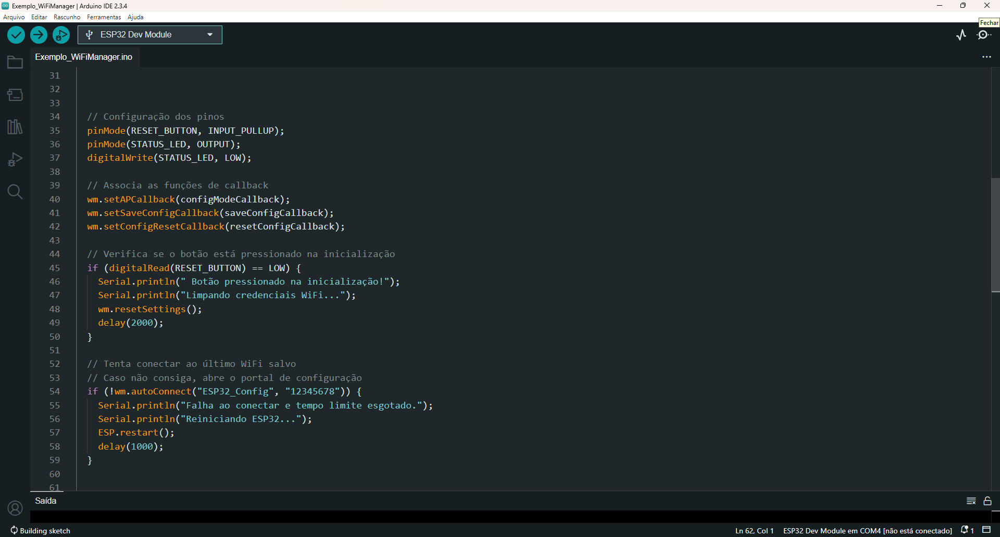 Exemplo_WiFiManager | Arduino IDE 2.3.4
Arquivo Editar Rascunho Ferramentas Ajuda
Fechar
ESP32 Dev Module
Exemplo_WiFiManager.ino
31
32
33
34 // Configuração dos pinos
35 pinMode(RESET_BUTTON, INPUT_PULLUP);
36 pinMode(STATUS_LED, OUTPUT);
37 digitalWrite(STATUS_LED, LOW);
38
39 // Associa as funções de callback
40 wm.setAPCallback(configModeCallback);
41 wm.setSaveConfigCallback(saveConfigCallback);
42 wm.setConfigResetCallback(resetConfigCallback);
43
44 // Verifica se o botão está pressionado na inicialização
45 if (digitalRead(RESET_BUTTON) == LOW) {
46 Serial.println(" Botão pressionado na inicialização!");
47 Serial.println("Limpando credenciais WiFi...");
48 wm.resetSettings();
49 delay(2000);
50 }
51
52 // Tenta conectar ao último WiFi salvo
53 // Caso não consiga, abre o portal de configuração
54 if (!wm.autoConnect("ESP32_Config", "12345678")) {
55 Serial.println("Falha ao conectar e tempo limite esgotado.");
56 Serial.println("Reiniciando ESP32...");
57 ESP.restart();
58 delay(1000);
59 }
60
61
Saída
Building sketch
Ln 62, Col 1 ESP32 Dev Module em COM4 [não está conectado] 1